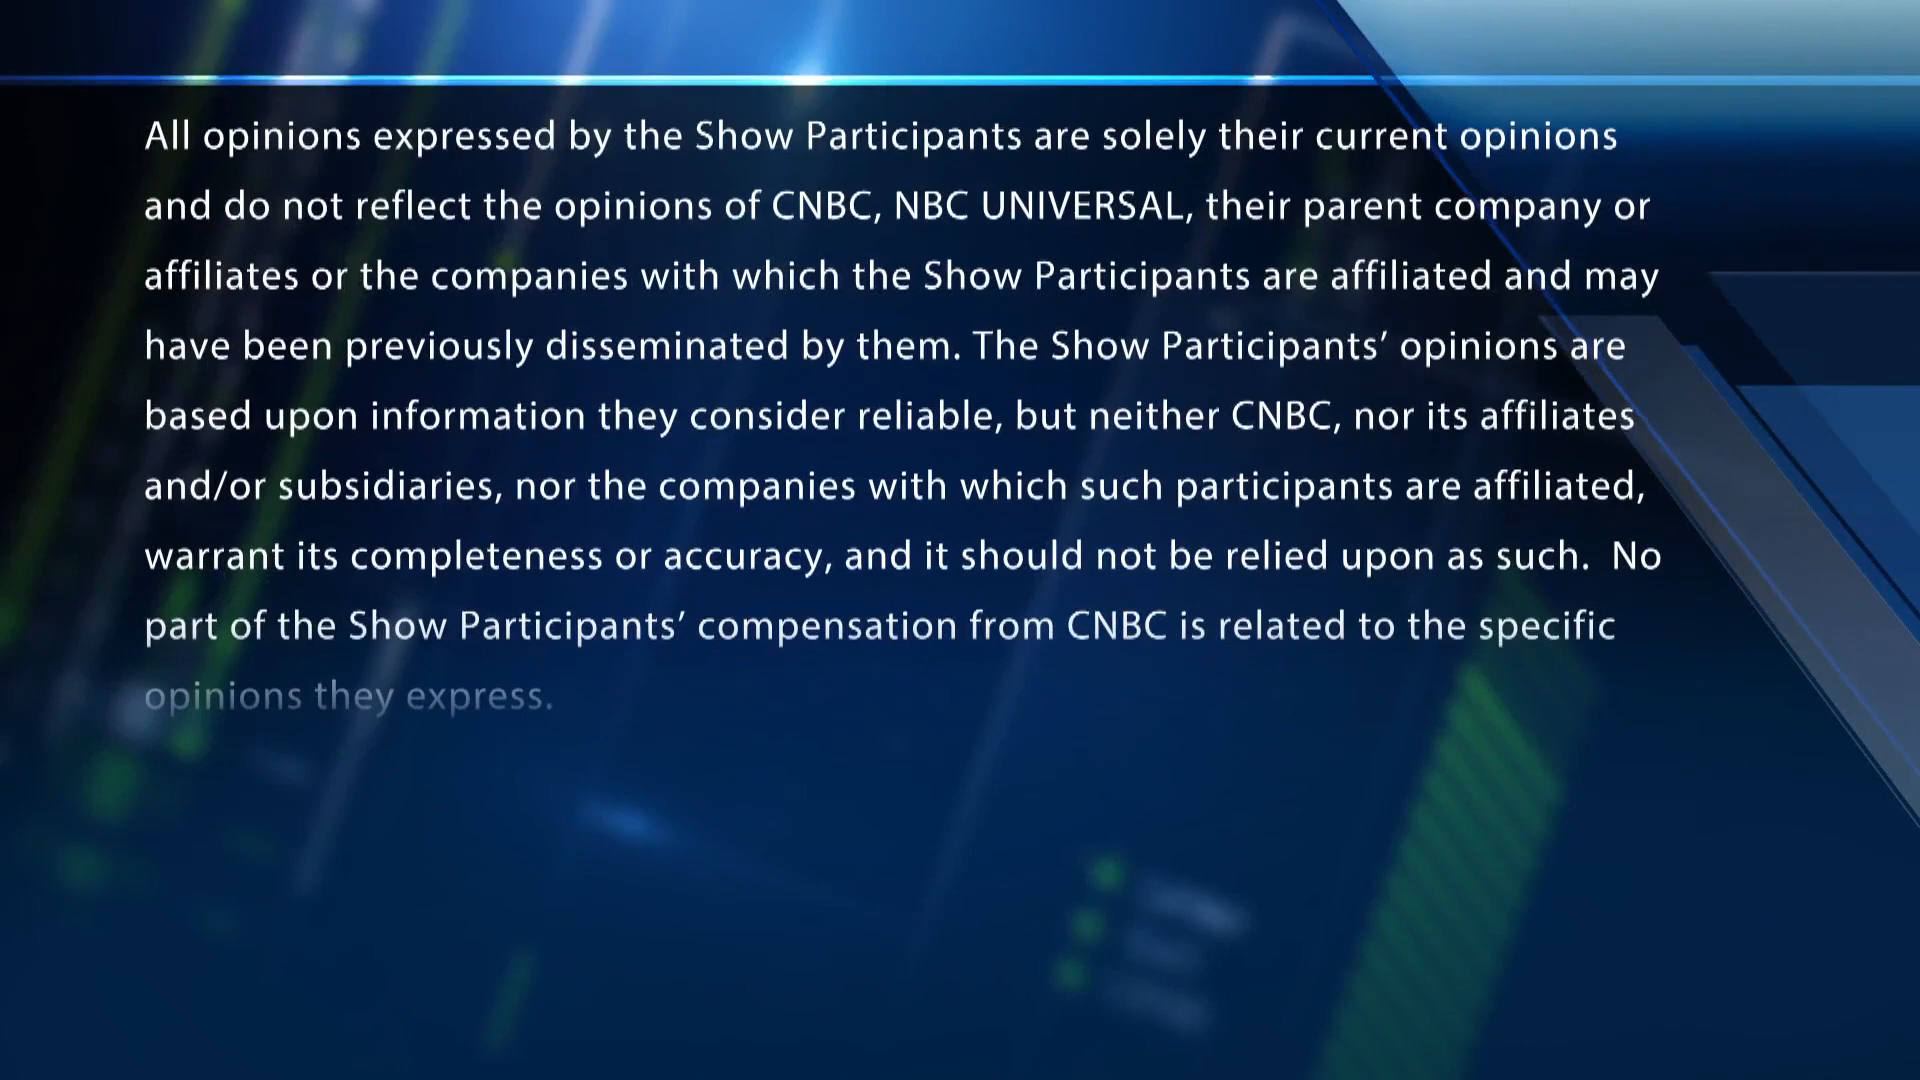 All opinions expressed by the Show Participants are solely their current opinions
and do not reflect the opinions of CNBC, NBC UNIVERSAL, their parent company or
affiliates or the companies with which the Show Participants are affiliated and may
have been previously disseminated by them. The Show Participants’ opinions are
based upon information they consider reliable, but neither CNBC, nor its affiliates
and/or subsidiaries, nor the companies with which such participants are affiliated,
warrant its completeness or accuracy, and it should not be relied upon as such.  No
part of the Show Participants’ compensation from CNBC is related to the specific
opinions they express.